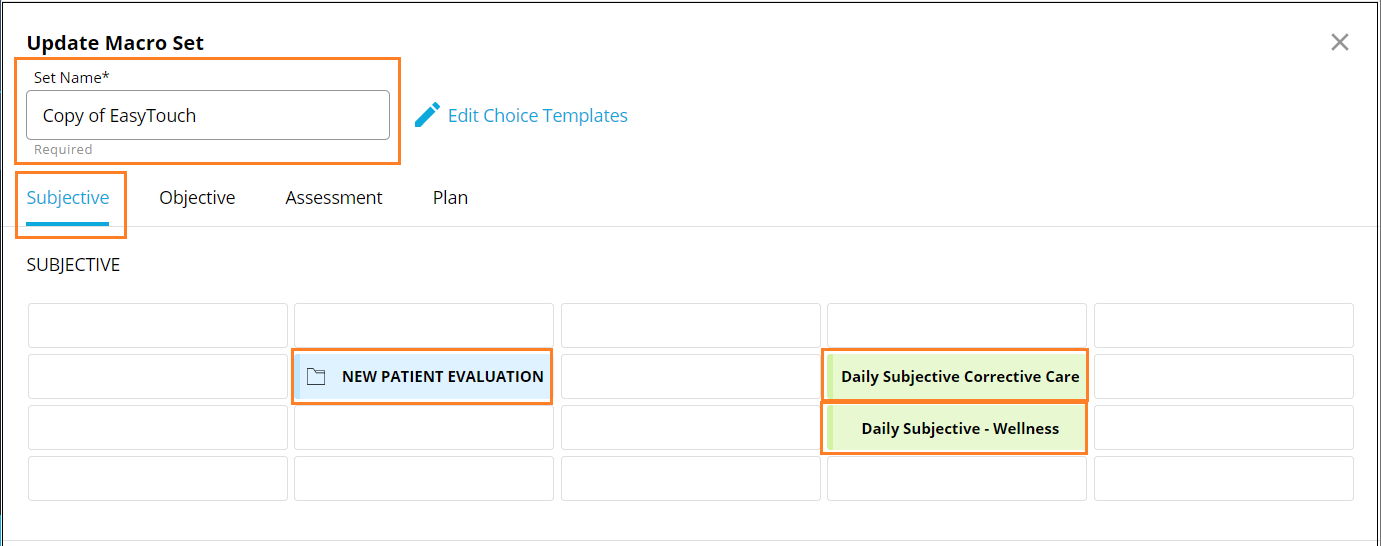 Update Macro Set
Set Name*
Copy of EasyTouch
Edit Choice Templates
Required
Subjective Objective Assessment Plan
SUBJECTIVE
NEW PATIENT EVALUATION Daily Subjective Corrective Care
Daily Subjective - Wellness